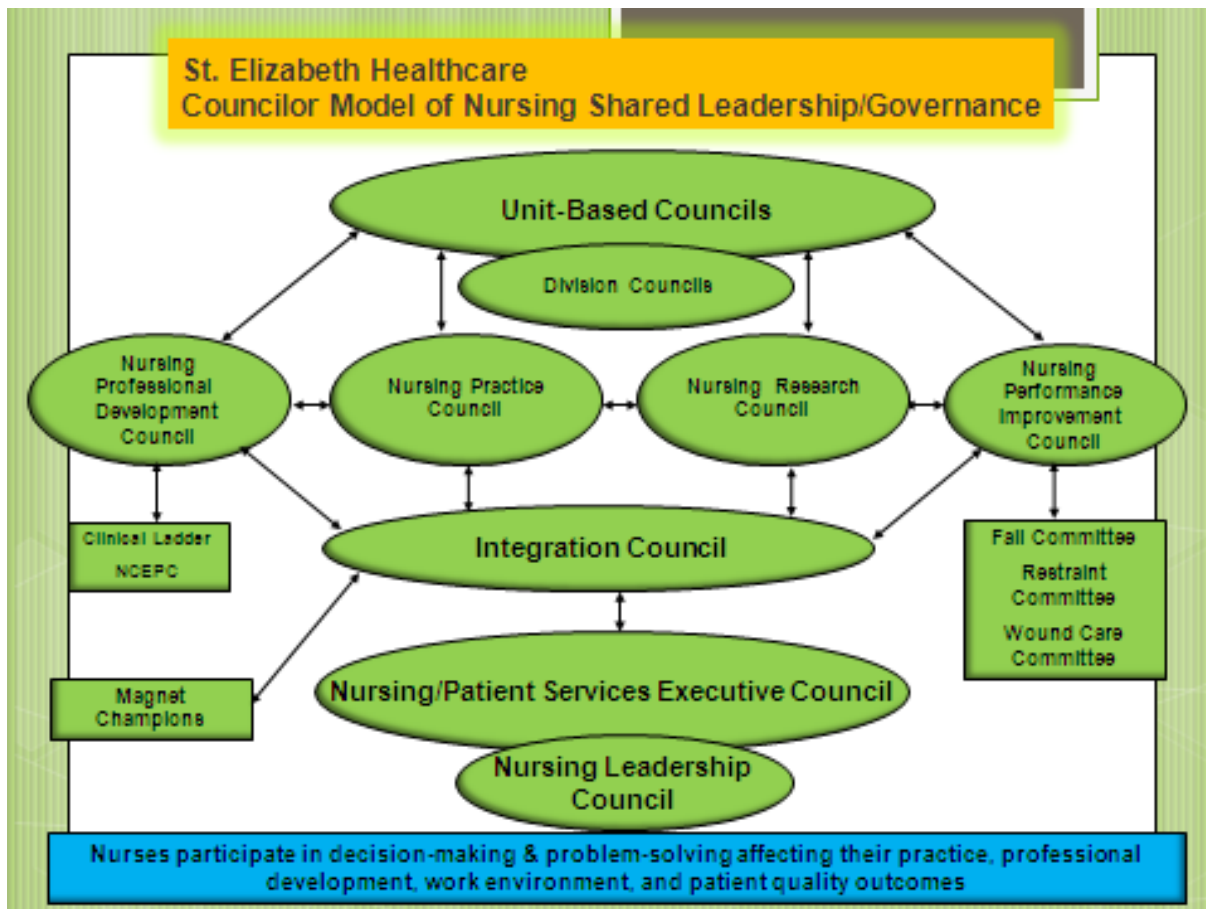 St. Elizabeth Healthcare
Councilor Model of Nursing Shared Leadership/Governance
Unit-Based Councils
Division Councils
Nursing
Professional
Development
Council
Nursing Practice
Council
Nursing Research
Council
Nursing
Performance
Improvement
Council
Clinical Ladder
NCEPC
Integration Council
Fall Committee
Restraint
Committee
Wound Care
Committee
Magnet
Champions
Nursing/Patient Services Executive Council
Nursing Leadership
Council
Nurses participate in decision-making & problem-solving affecting their practice, professional
development, work environment, and patient quality outcomes